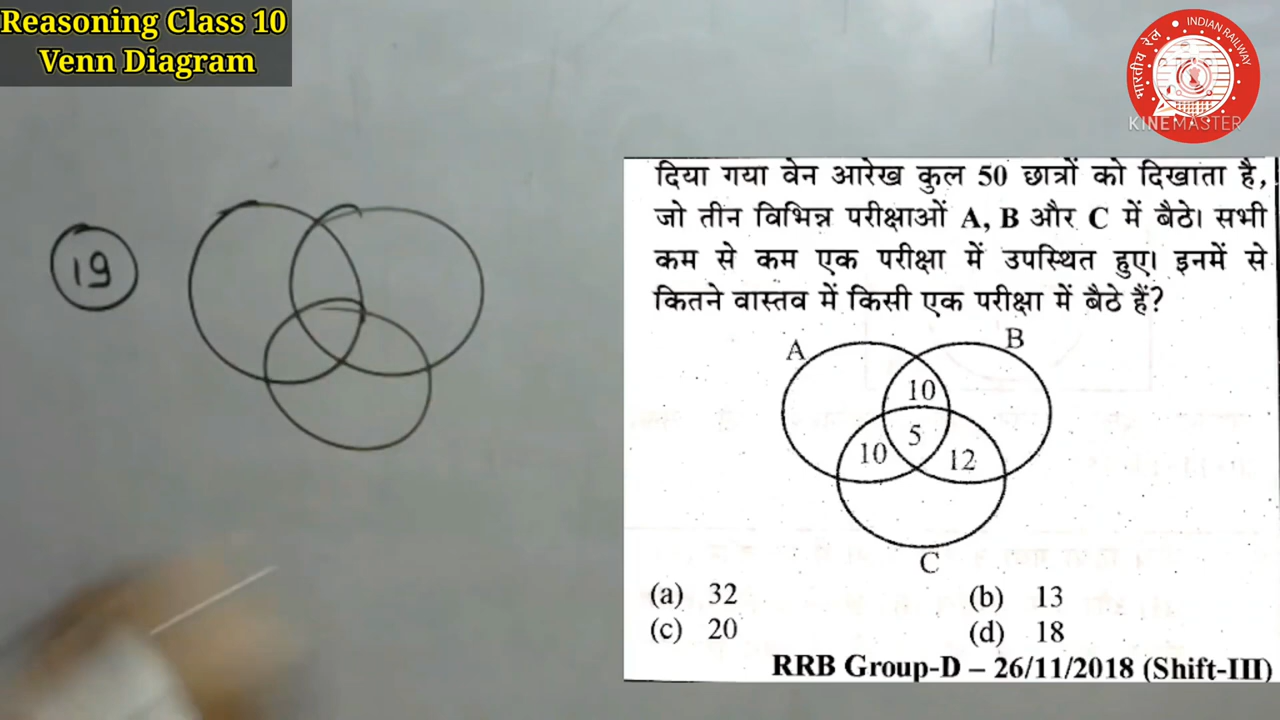 Reasoning Class 10
Venn Diagram
भारतीय रेल
INDIAN RAILWAY
KINEMASTER
19
दिया गया वेन आरेख कुल 50 छात्रों को दिखाता है,
जो तीन विभिन्न परीक्षाओं A, B और C में बैठे। सभी
कम से कम एक परीक्षा में उपस्थित हुए। इनमें से
कितने वास्तव में किसी एक परीक्षा में बैठे हैं?
A
B
10
5
10
12
C
(a) 32
(b) 13
(c) 20
(d) 18
RRB Group-D – 26/11/2018 (Shift-III)